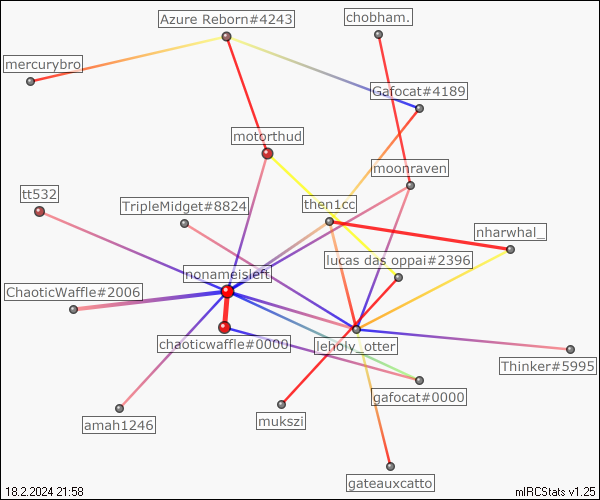 Azure Reborn#4243
chobham.
mercurybro
Gafocat#4189
motorthud
moonraven
tt532
TripleMidget#8824
then1cc
nharwhal_
lucas das oppai#2396
nonameisleft
ChaoticWaffle#2006
chaoticwaffle#0000
leholy_otter
Thinker#5995
gafocat#0000
amah1246
mukszi
gateauxcatto
18.2.2024 21:58
mIRCStats v1.25